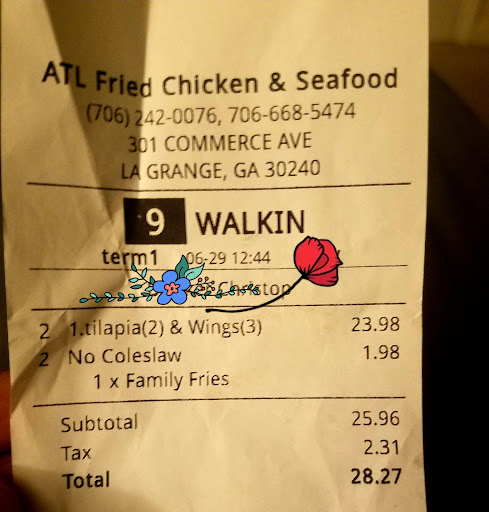 ATL Fried Chicken & Seafood
(706) 242-0076, 706-668-5474
301 COMMERCE AVE
LA GRANGE, GA 30240
9 WALKIN
term1 06-29 12:44
2 1.tilapia(2) & Wings(3) 23.98
2 No Coleslaw 1.98
1 x Family Fries
Subtotal 25.96
Tax 2.31
Total 28.27